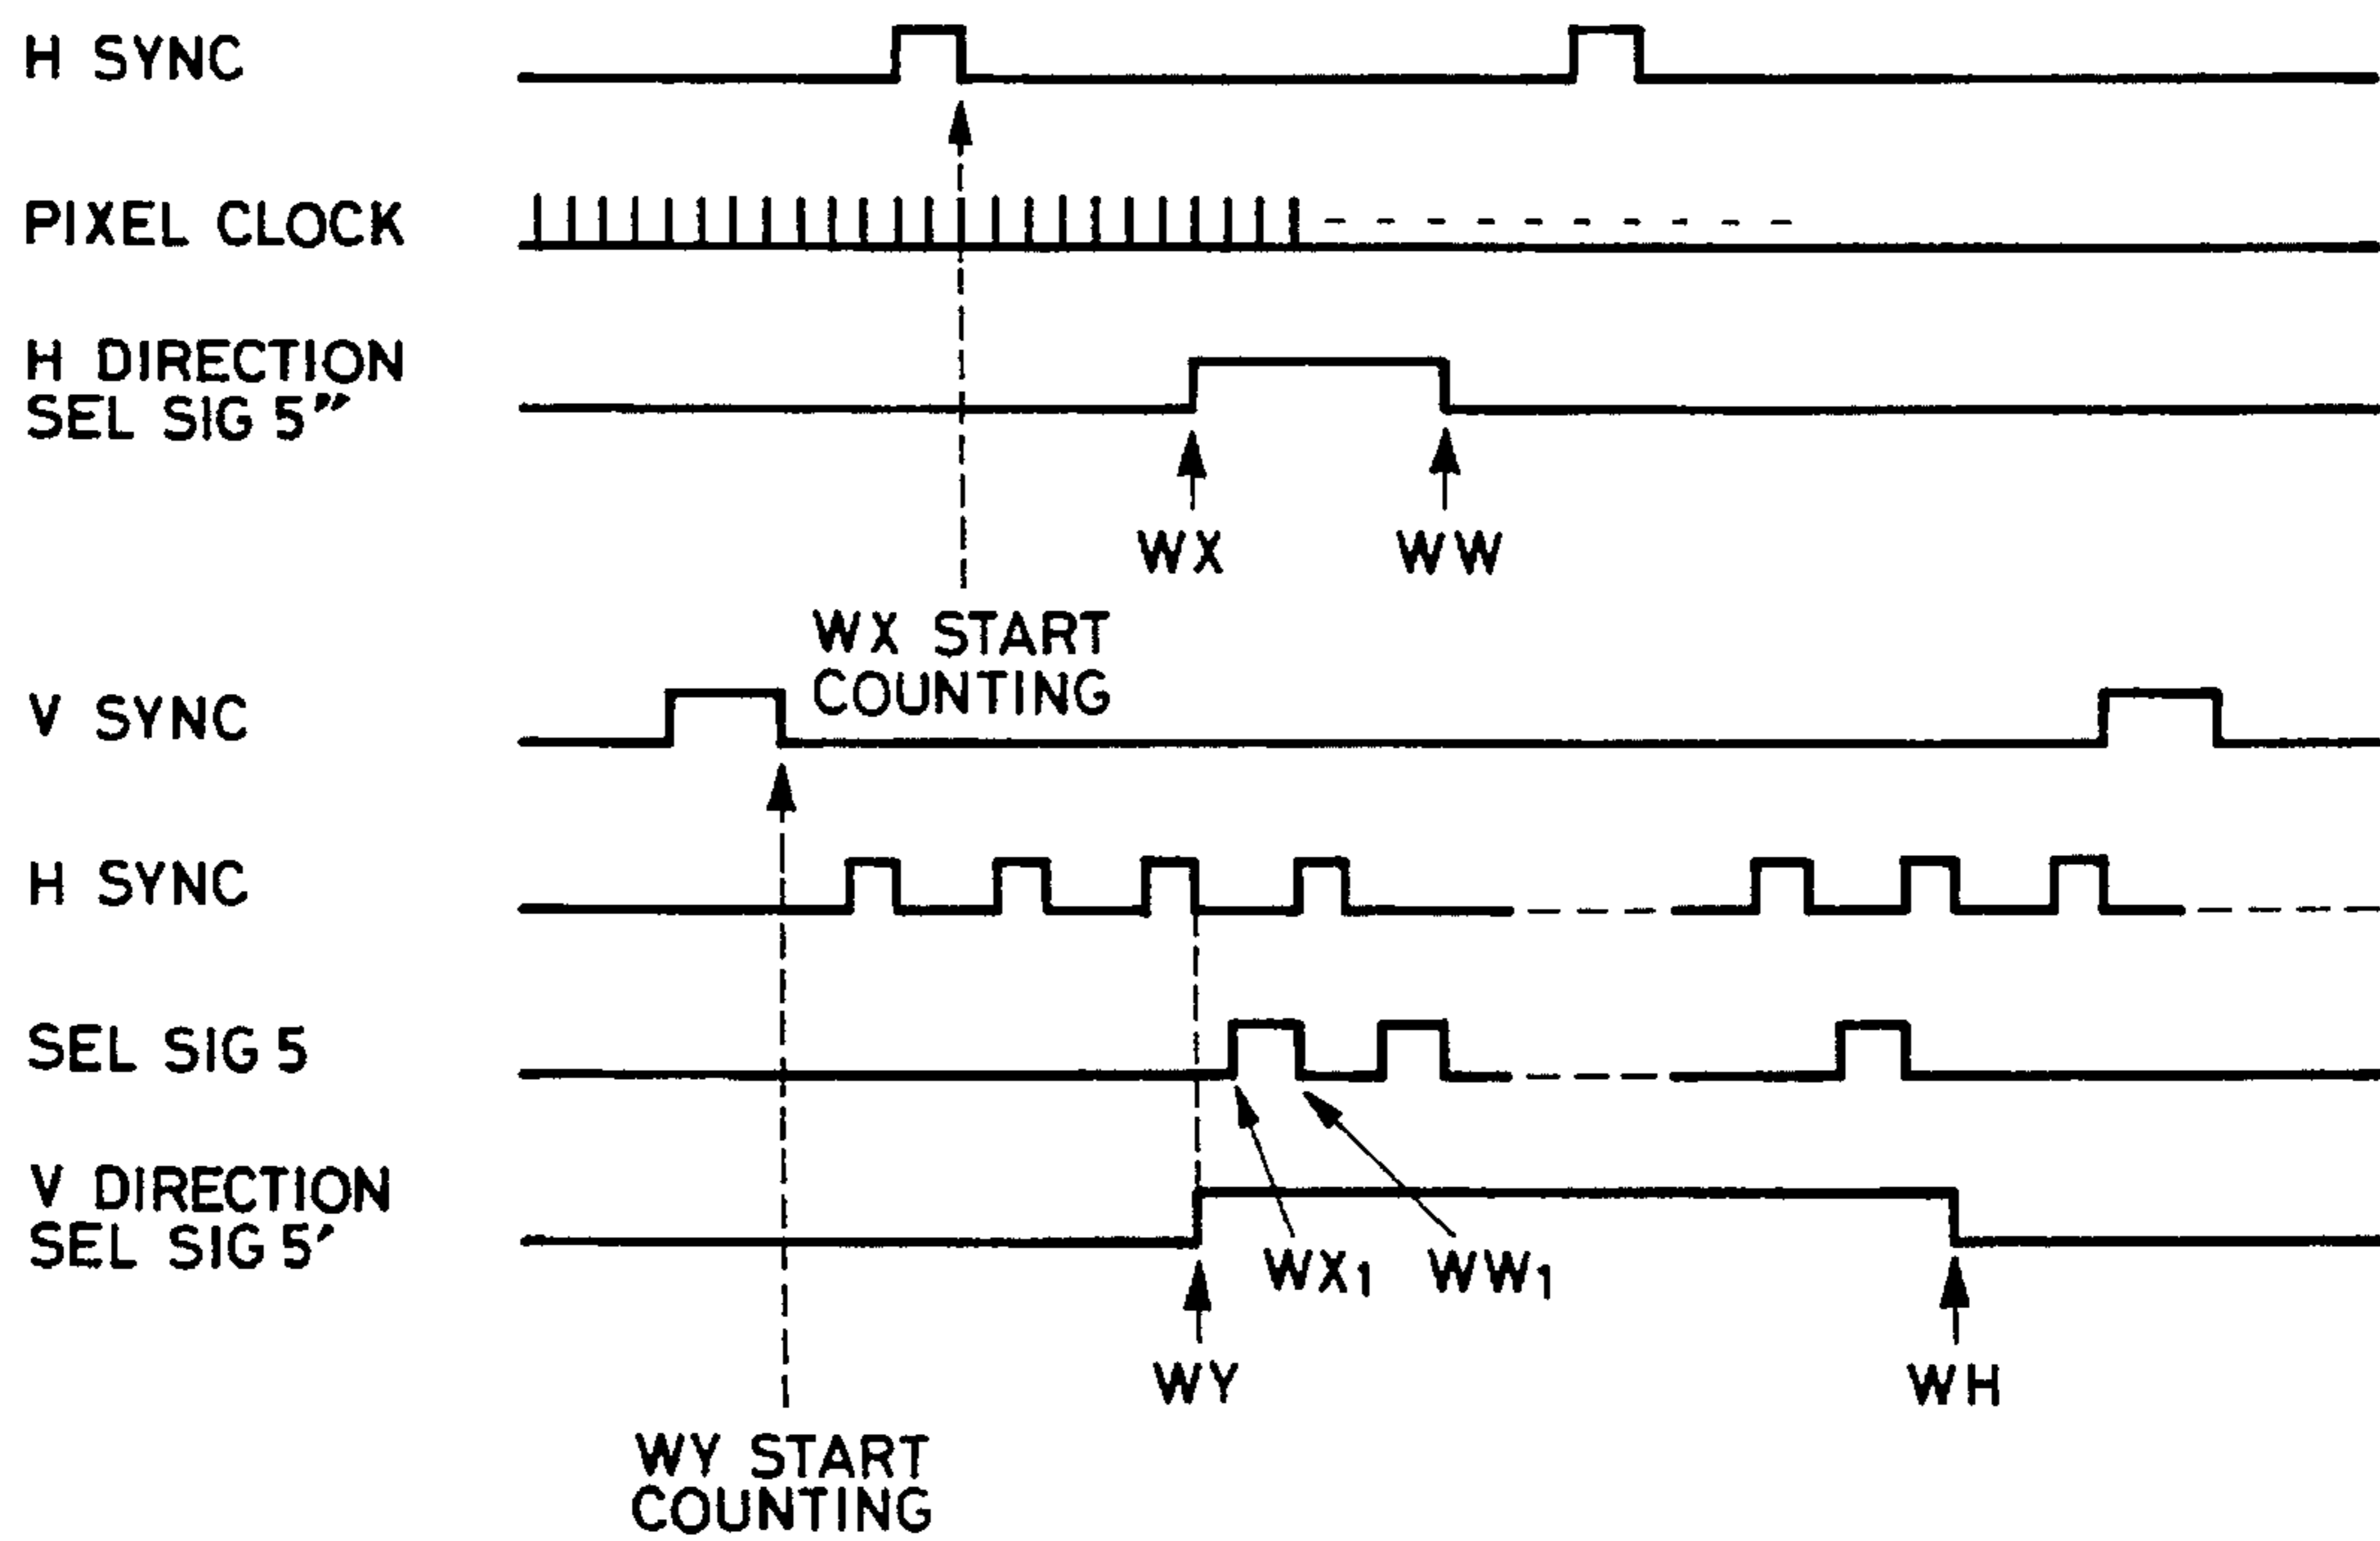 H SYNC
PIXEL CLOCK
H DIRECTION
SEL SIG 5″
WX WW
WX START
COUNTING
V SYNC
H SYNC
SEL SIG 5
V DIRECTION
SEL SIG 5′
WX1 WW1
WY WH
WY START
COUNTING